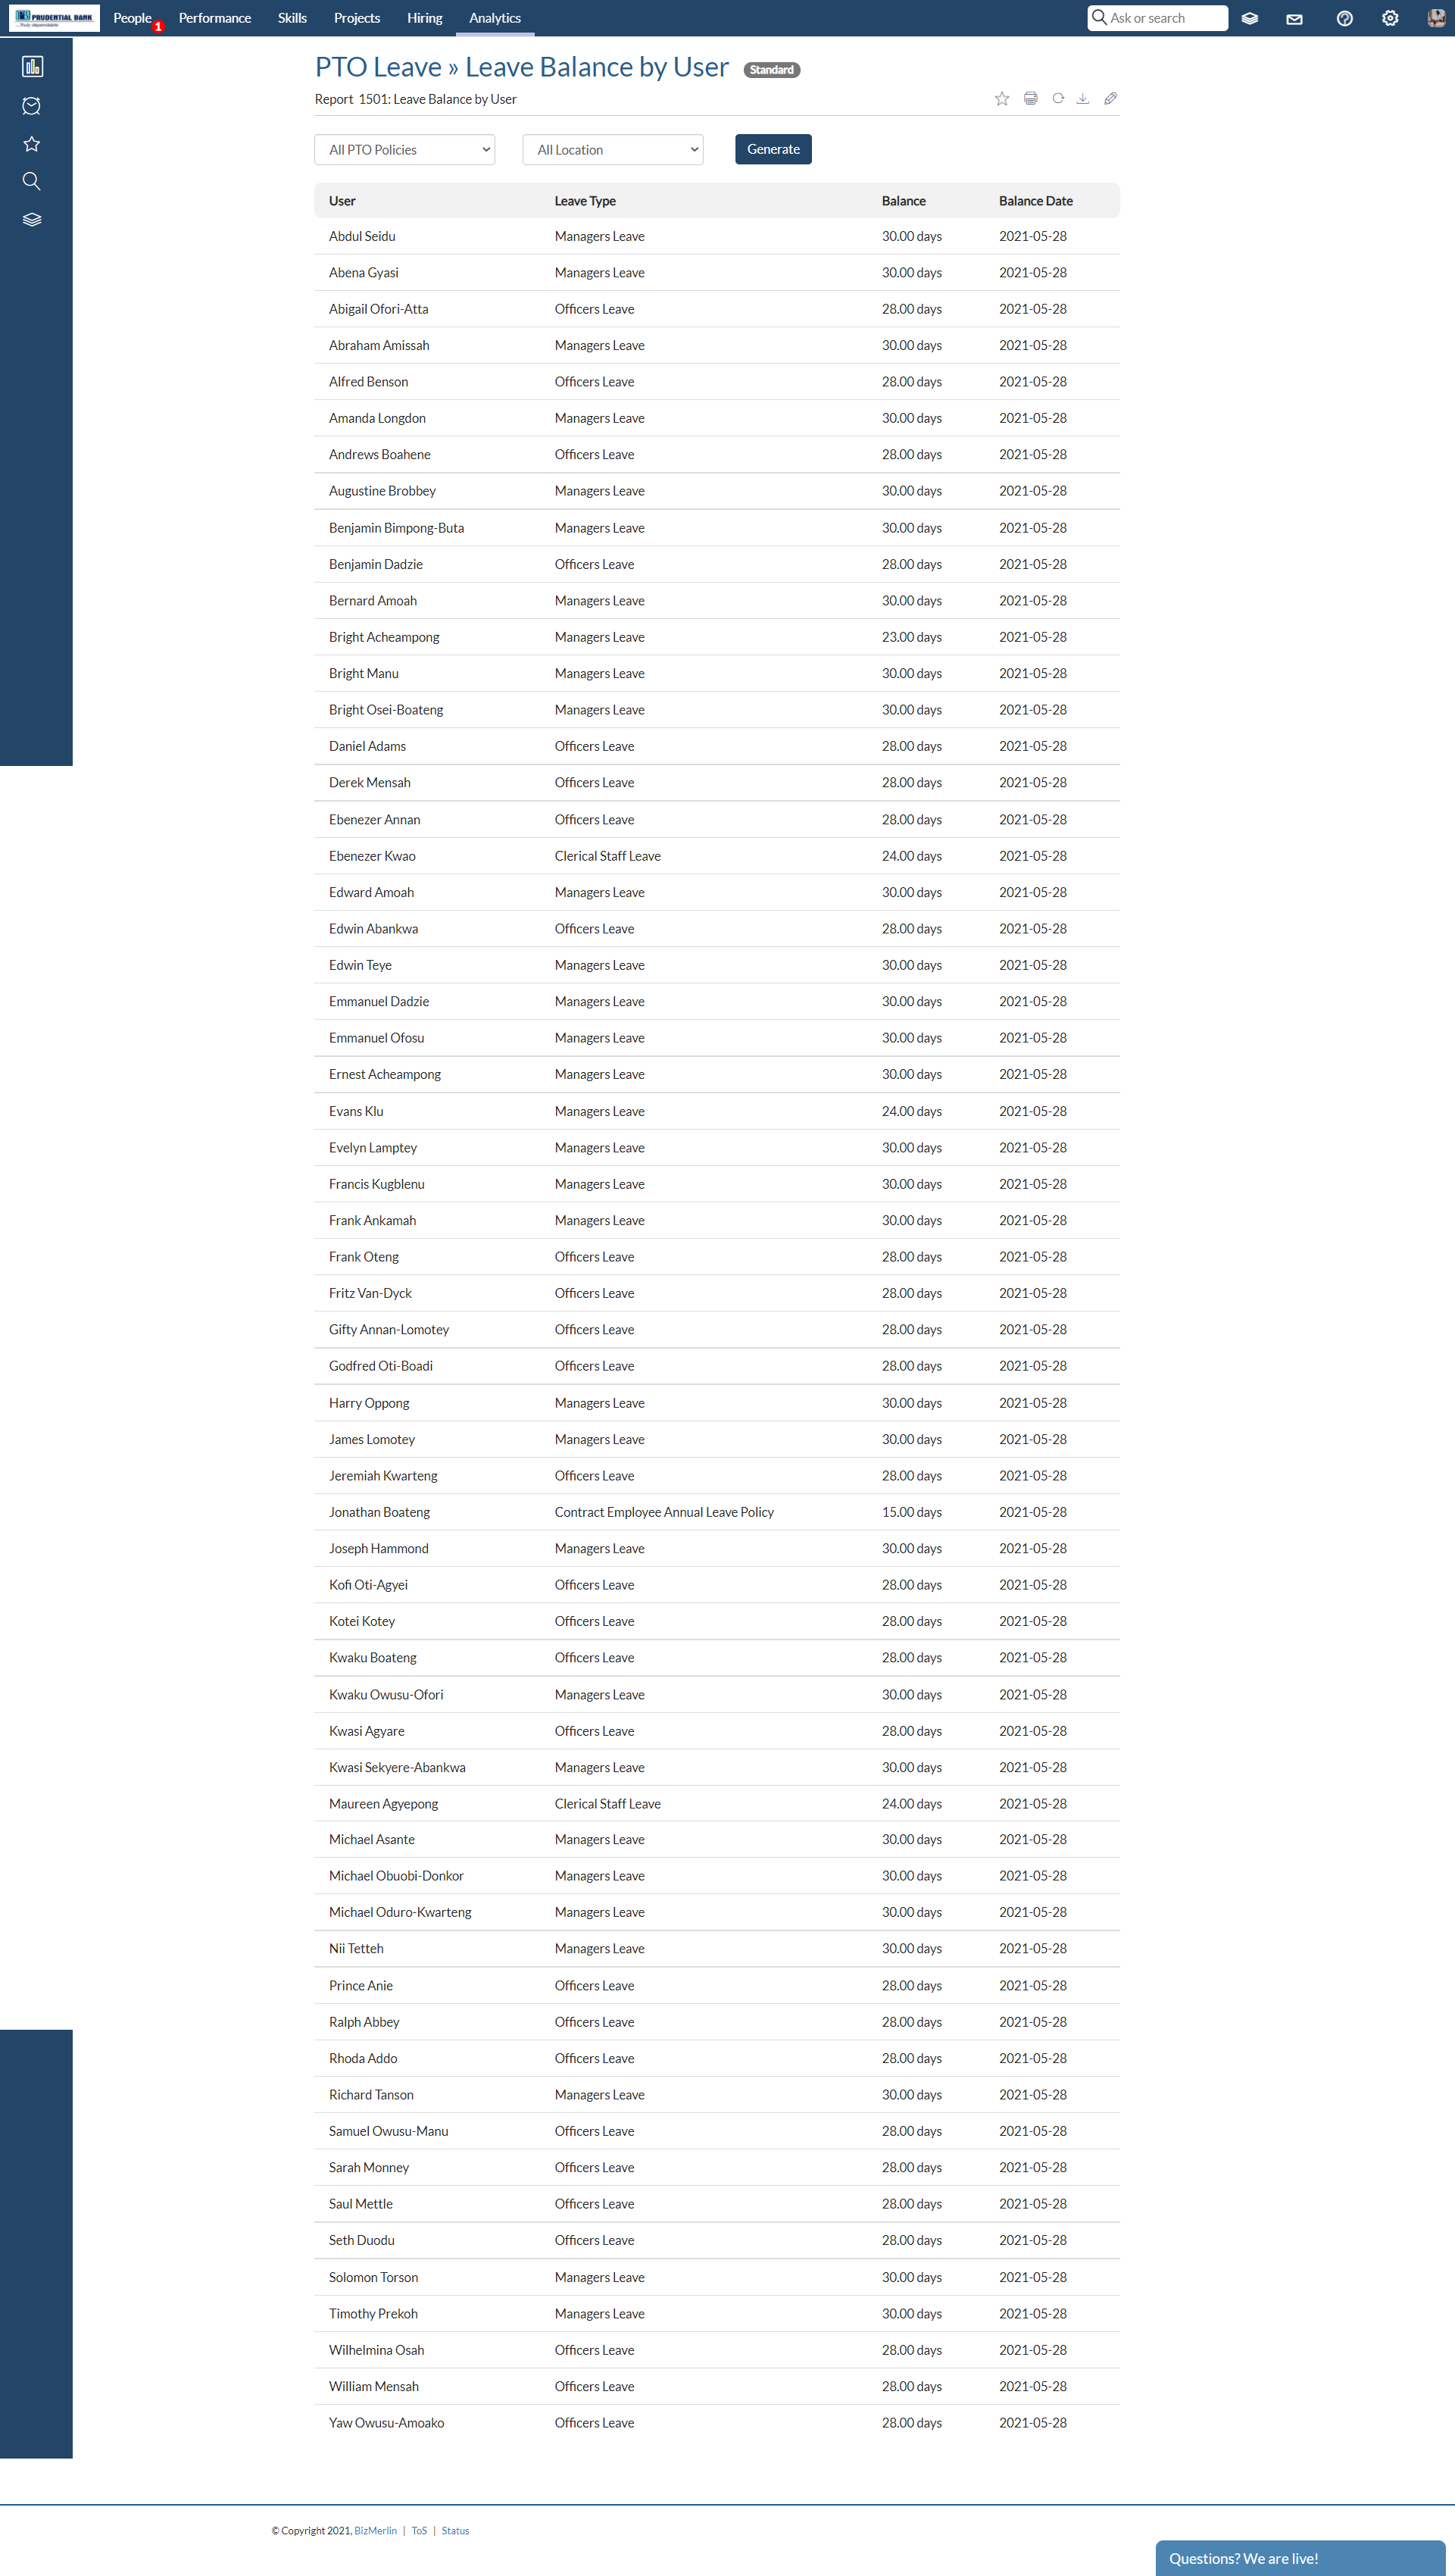 PRUDENTIAL BANK
People 1 Performance Skills Projects Hiring Analytics Ask or search
PTO Leave » Leave Balance by User Standard
Report 1501: Leave Balance by User
All PTO Policies All Location Generate
User Leave Type Balance Balance Date
Abdul Seidu Managers Leave 30.00 days 2021-05-28
Abena Gyasi Managers Leave 30.00 days 2021-05-28
Abigail Ofori-Atta Officers Leave 28.00 days 2021-05-28
Abraham Amissah Managers Leave 30.00 days 2021-05-28
Alfred Benson Officers Leave 28.00 days 2021-05-28
Amanda Longdon Managers Leave 30.00 days 2021-05-28
Andrews Boahene Officers Leave 28.00 days 2021-05-28
Augustine Brobbey Managers Leave 30.00 days 2021-05-28
Benjamin Bimpong-Buta Managers Leave 30.00 days 2021-05-28
Benjamin Dadzie Officers Leave 28.00 days 2021-05-28
Bernard Amoah Managers Leave 30.00 days 2021-05-28
Bright Acheampong Managers Leave 23.00 days 2021-05-28
Bright Manu Managers Leave 30.00 days 2021-05-28
Bright Osei-Boateng Managers Leave 30.00 days 2021-05-28
Daniel Adams Officers Leave 28.00 days 2021-05-28
Derek Mensah Officers Leave 28.00 days 2021-05-28
Ebenezer Annan Officers Leave 28.00 days 2021-05-28
Ebenezer Kwao Clerical Staff Leave 24.00 days 2021-05-28
Edward Amoah Managers Leave 30.00 days 2021-05-28
Edwin Abankwa Officers Leave 28.00 days 2021-05-28
Edwin Teye Managers Leave 30.00 days 2021-05-28
Emmanuel Dadzie Managers Leave 30.00 days 2021-05-28
Emmanuel Ofosu Managers Leave 30.00 days 2021-05-28
Ernest Acheampong Managers Leave 30.00 days 2021-05-28
Evans Klu Managers Leave 24.00 days 2021-05-28
Evelyn Lamptey Managers Leave 30.00 days 2021-05-28
Francis Kugblenu Managers Leave 30.00 days 2021-05-28
Frank Ankamah Managers Leave 30.00 days 2021-05-28
Frank Oteng Officers Leave 28.00 days 2021-05-28
Fritz Van-Dyck Officers Leave 28.00 days 2021-05-28
Gifty Annan-Lomotey Officers Leave 28.00 days 2021-05-28
Godfred Oti-Boadi Officers Leave 28.00 days 2021-05-28
Harry Oppong Managers Leave 30.00 days 2021-05-28
James Lomotey Managers Leave 30.00 days 2021-05-28
Jeremiah Kwarteng Officers Leave 28.00 days 2021-05-28
Jonathan Boateng Contract Employee Annual Leave Policy 15.00 days 2021-05-28
Joseph Hammond Managers Leave 30.00 days 2021-05-28
Kofi Oti-Agyei Officers Leave 28.00 days 2021-05-28
Kotei Kotey Officers Leave 28.00 days 2021-05-28
Kwaku Boateng Officers Leave 28.00 days 2021-05-28
Kwaku Owusu-Ofori Managers Leave 30.00 days 2021-05-28
Kwasi Agyare Officers Leave 28.00 days 2021-05-28
Kwasi Sekyere-Abankwa Managers Leave 30.00 days 2021-05-28
Maureen Agyepong Clerical Staff Leave 24.00 days 2021-05-28
Michael Asante Managers Leave 30.00 days 2021-05-28
Michael Obuobi-Donkor Managers Leave 30.00 days 2021-05-28
Michael Oduro-Kwarteng Managers Leave 30.00 days 2021-05-28
Nii Tetteh Managers Leave 30.00 days 2021-05-28
Prince Anie Officers Leave 28.00 days 2021-05-28
Ralph Abbey Officers Leave 28.00 days 2021-05-28
Rhoda Addo Officers Leave 28.00 days 2021-05-28
Richard Tanson Managers Leave 30.00 days 2021-05-28
Samuel Owusu-Manu Officers Leave 28.00 days 2021-05-28
Sarah Monney Officers Leave 28.00 days 2021-05-28
Saul Mettle Officers Leave 28.00 days 2021-05-28
Seth Duodu Officers Leave 28.00 days 2021-05-28
Solomon Torson Managers Leave 30.00 days 2021-05-28
Timothy Prekoh Managers Leave 30.00 days 2021-05-28
Wilhelmina Osah Officers Leave 28.00 days 2021-05-28
William Mensah Officers Leave 28.00 days 2021-05-28
Yaw Owusu-Amoako Officers Leave 28.00 days 2021-05-28
© Copyright 2021, BizMerlin | ToS | Status
Questions? We are live!